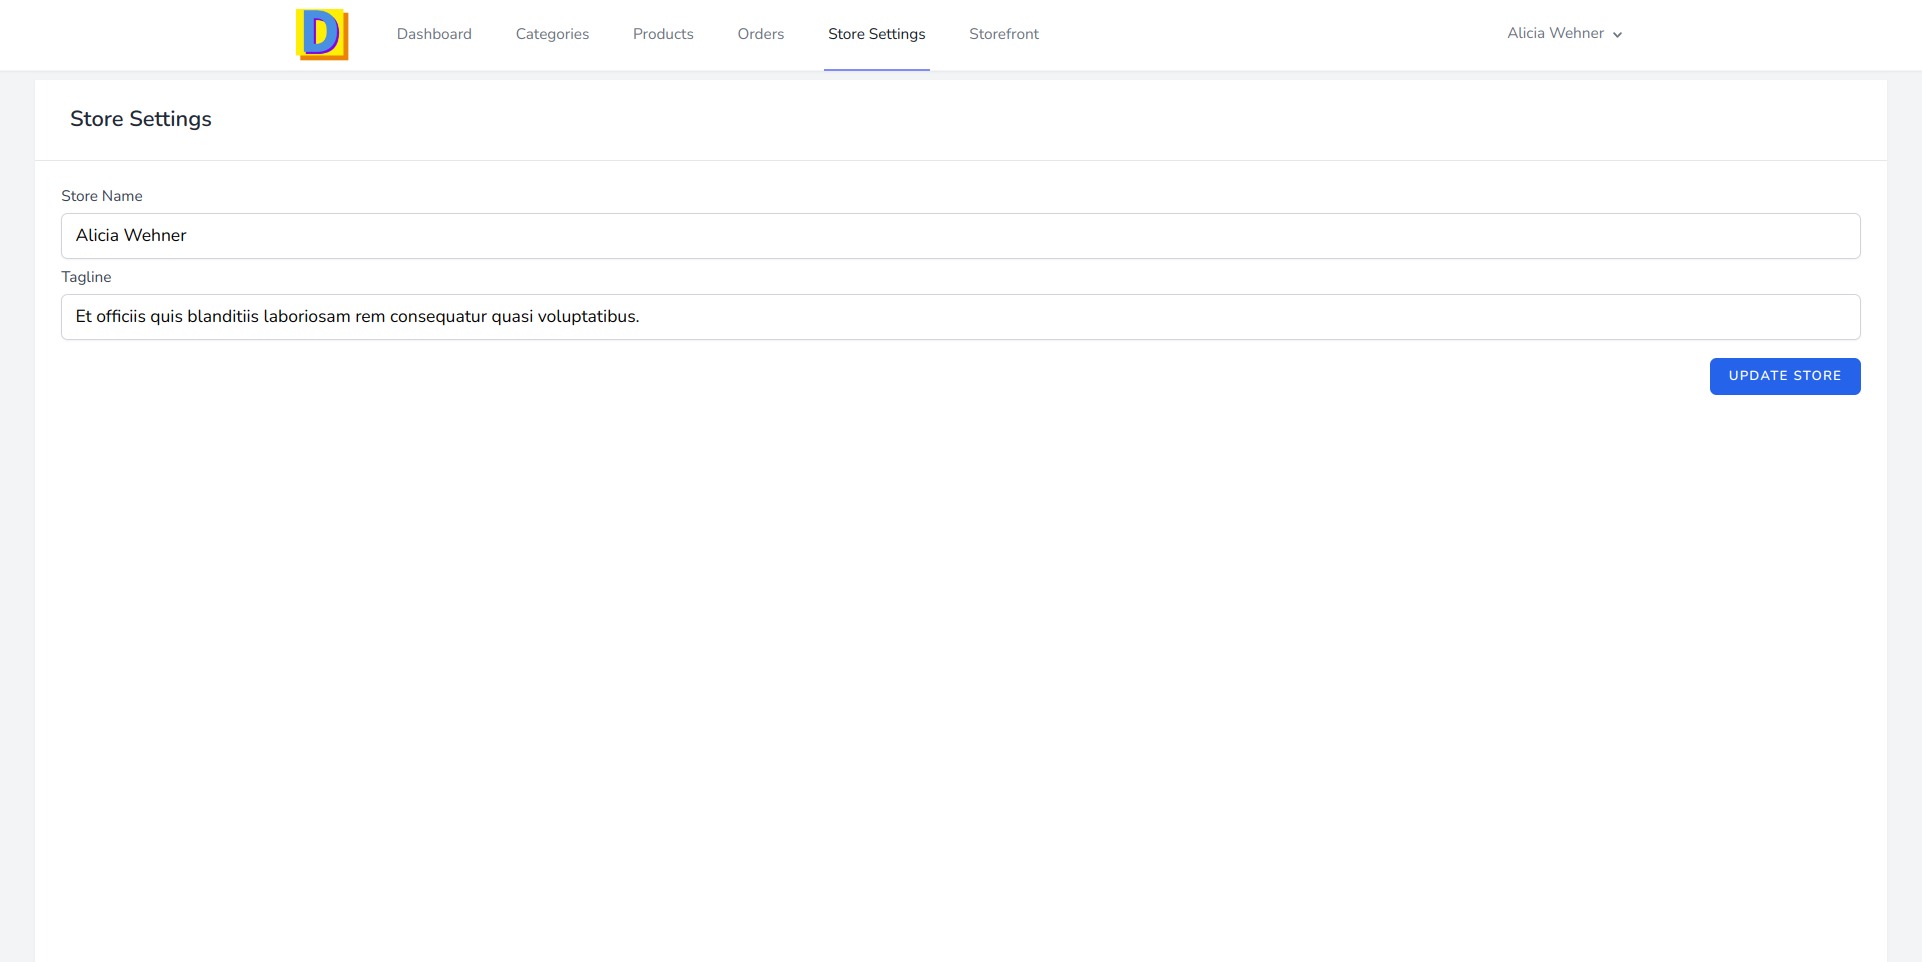 D
Dashboard Categories Products Orders Store Settings Storefront Alicia Wehner
Store Settings
Store Name
Alicia Wehner
Tagline
Et officiis quis blanditiis laboriosam rem consequatur quasi voluptatibus.
UPDATE STORE